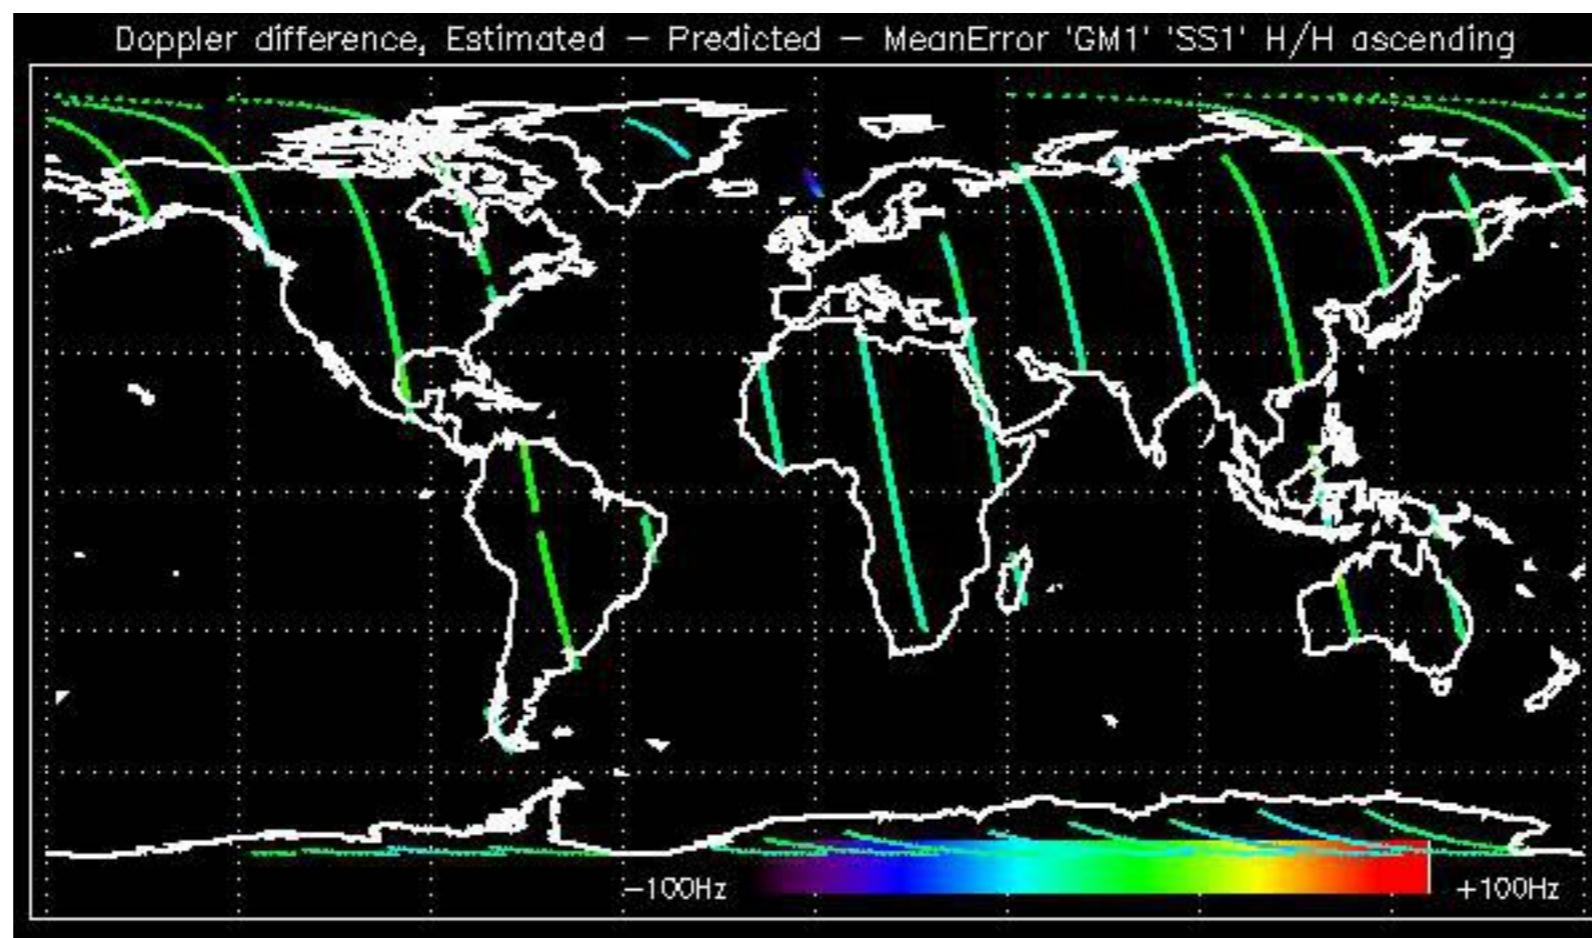 Doppler difference, Estimated — Predicted — MeanError 'GM1' 'SS1' H/H ascending
−100Hz
+100Hz